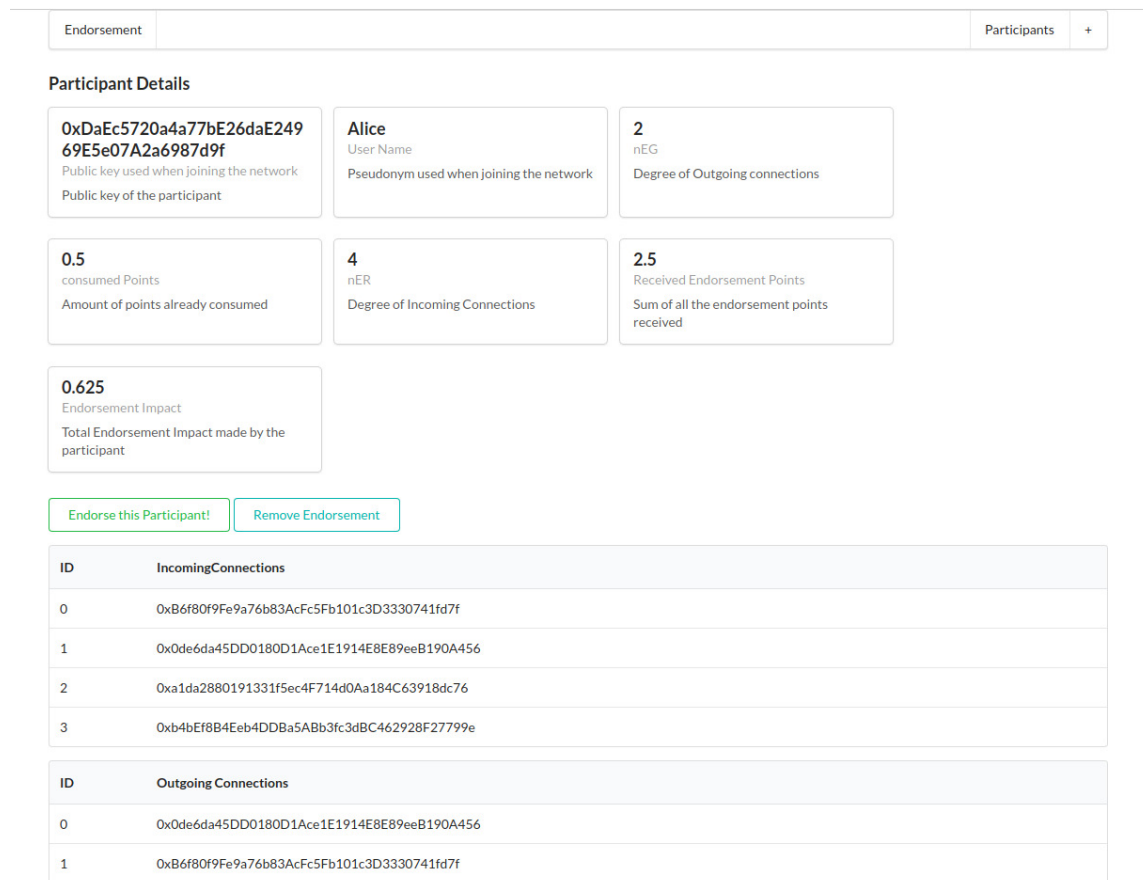 Endorsement Participants +
Participant Details
0xDaEc5720a4a77bE26daE249
69E5e07A2a6987d9f
Public key used when joining the network
Public key of the participant
Alice
User Name
Pseudonym used when joining the network
2
nEG
Degree of Outgoing connections
0.5
consumed Points
Amount of points already consumed
4
nER
Degree of Incoming Connections
2.5
Received Endorsement Points
Sum of all the endorsement points
received
0.625
Endorsement Impact
Total Endorsement Impact made by the
participant
Endorse this Participant! Remove Endorsement
ID IncomingConnections
0 0xB6f80f9Fe9a76b83AcFc5Fb101c3D3330741fd7f
1 0x0de6da45DD0180D1Ace1E1914E8E89eeB190A456
2 0xa1da2880191331f5ec4F714d0Aa184C63918dc76
3 0xb4bEf8B4Eeb4DDBa5ABb3fc3dBC462928F27799e
ID Outgoing Connections
0 0x0de6da45DD0180D1Ace1E1914E8E89eeB190A456
1 0xB6f80f9Fe9a76b83AcFc5Fb101c3D3330741fd7f